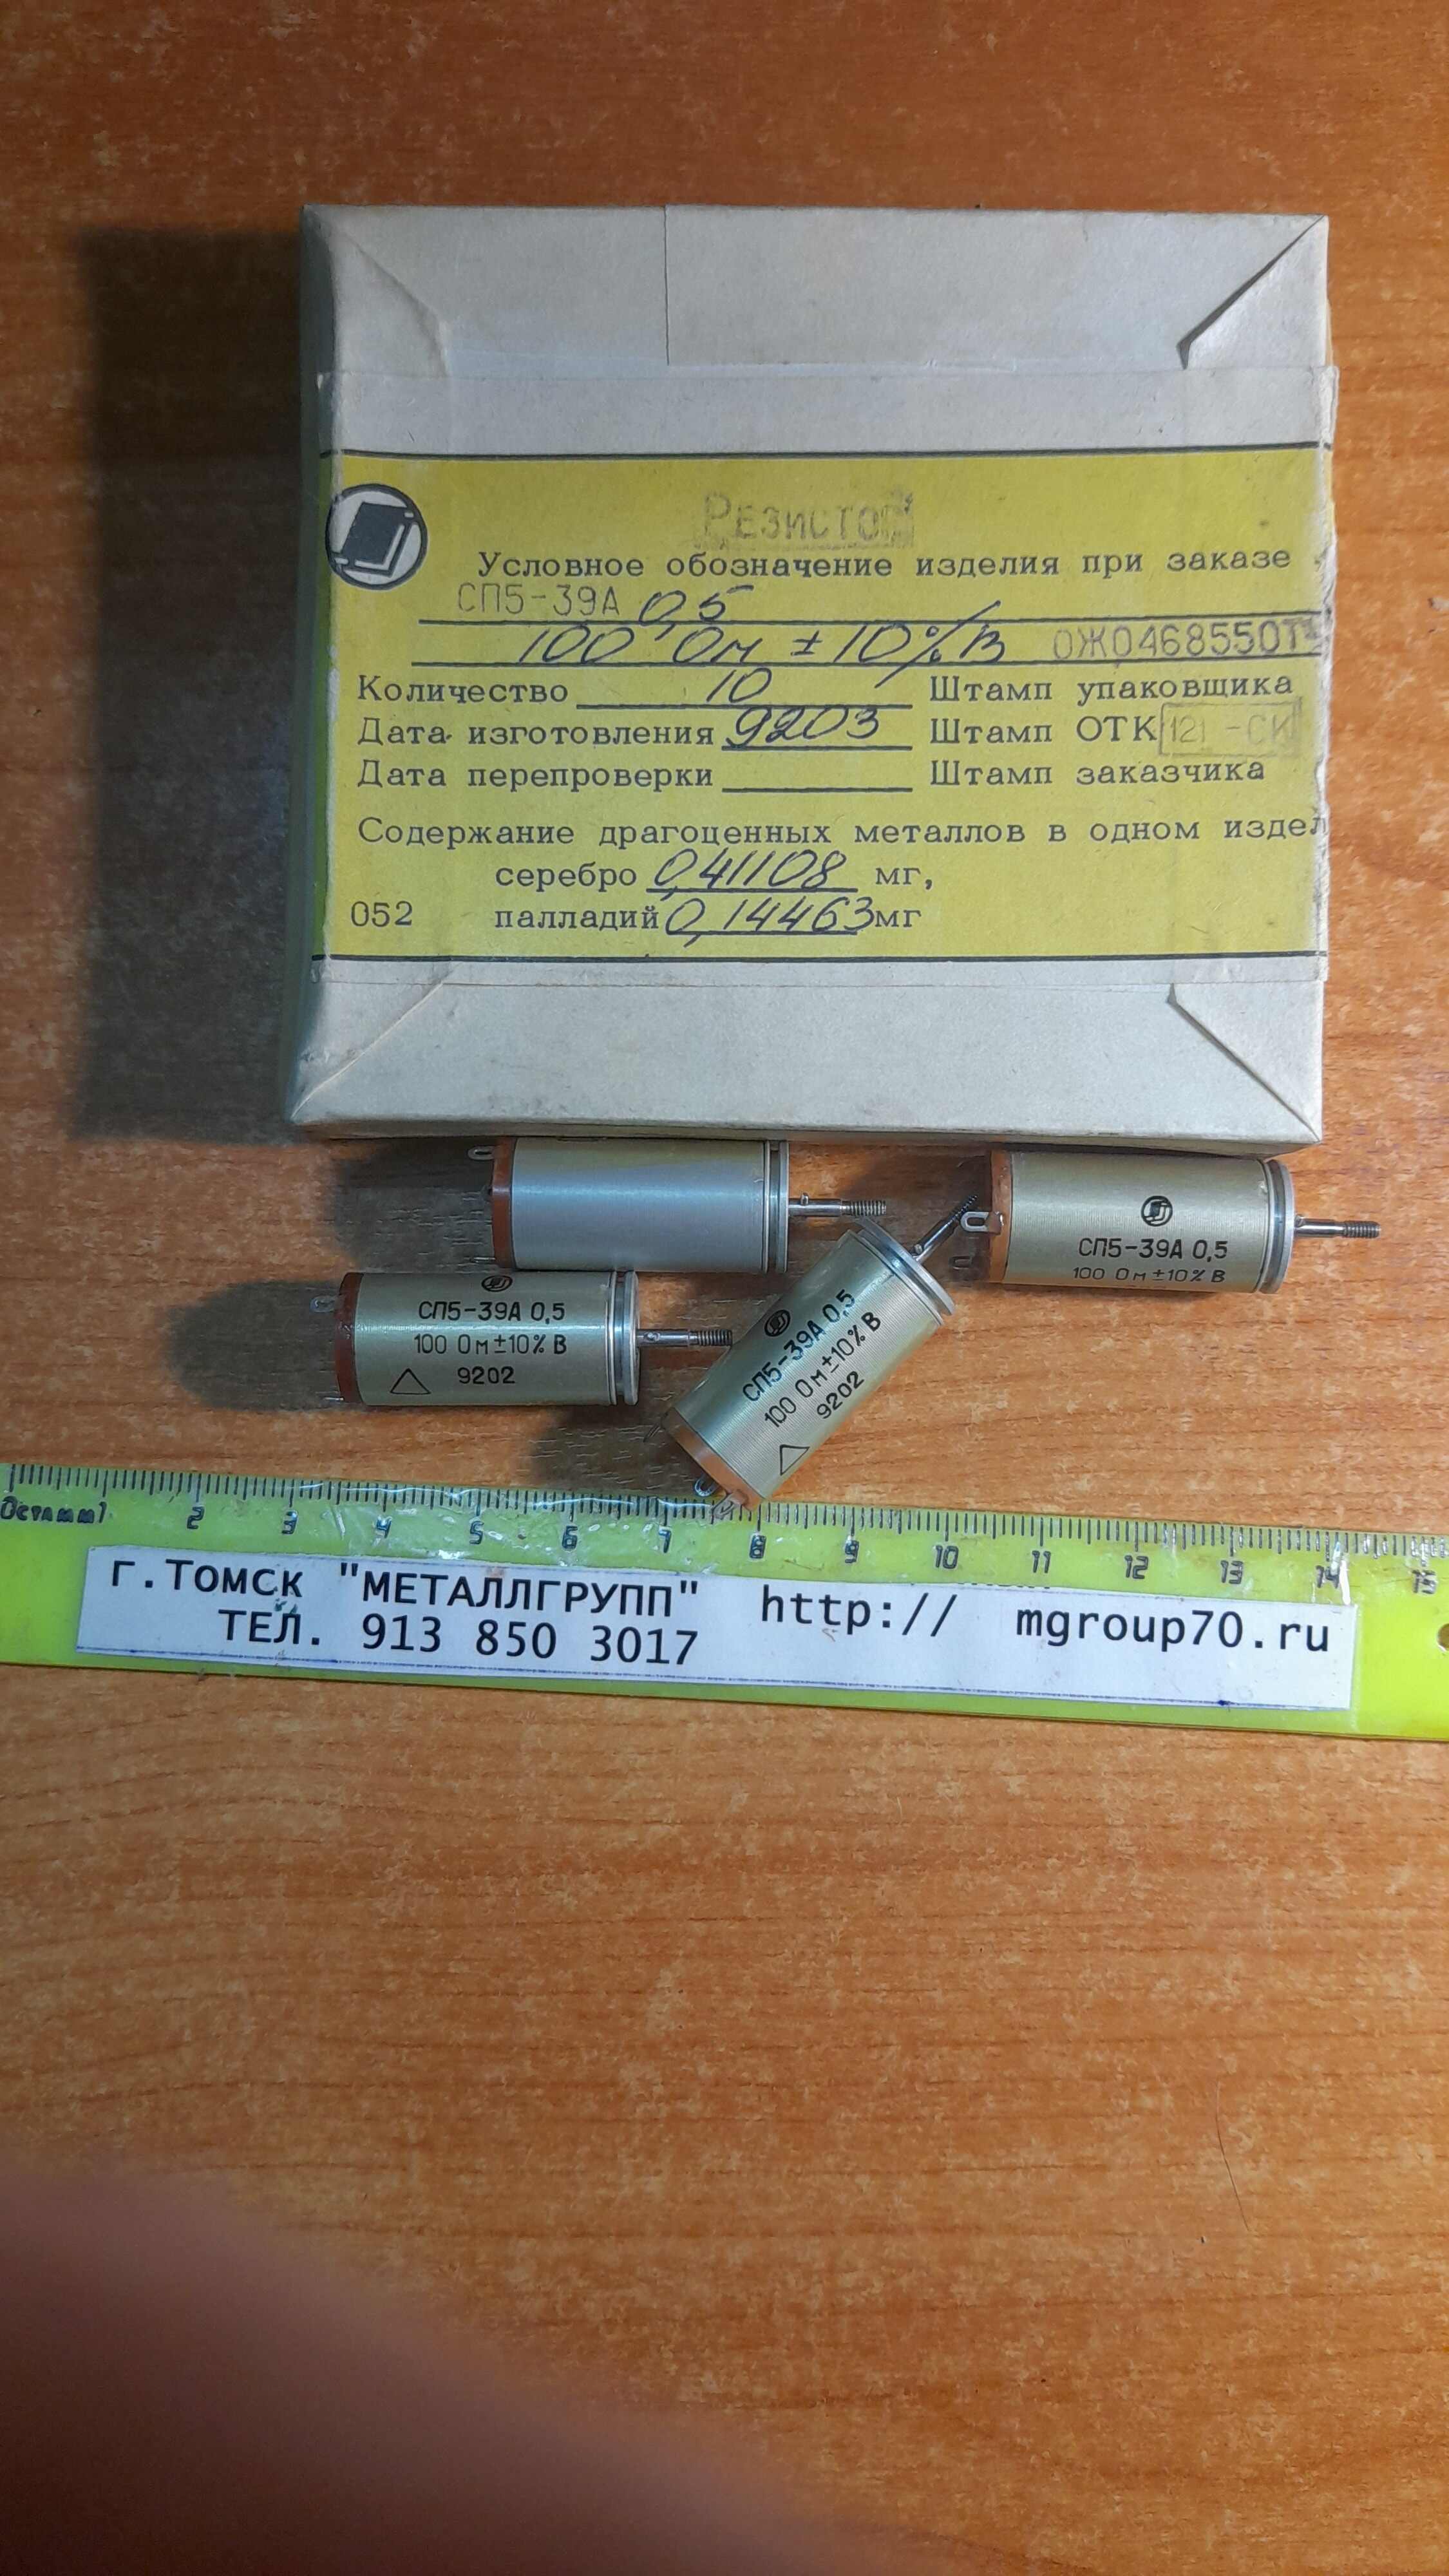 Резистор
Условное обозначение изделия при заказе
СП5-39А 0,5
100 Ом ±10% В ОЖ0468550Т
Количество 10 Штамп упаковщика
Дата изготовления 9203 Штамп ОТК 121 -СК
Дата перепроверки Штамп заказчика
Содержание драгоценных металлов в одном издел
серебро 0,41108 мг,
052 палладий 0,14463 мг
СП5-39А 0,5
100 Ом±10% В
СП5-39А 0,5
100 Ом±10% В
9202
СП5-39А 0,5
100 Ом±10% В
9202
1 2 3 4 5 6 7 8 9 10 11 12 13 14 15
г.Томск "МЕТАЛЛГРУПП" http:// mgroup70.ru
ТЕЛ. 913 850 3017